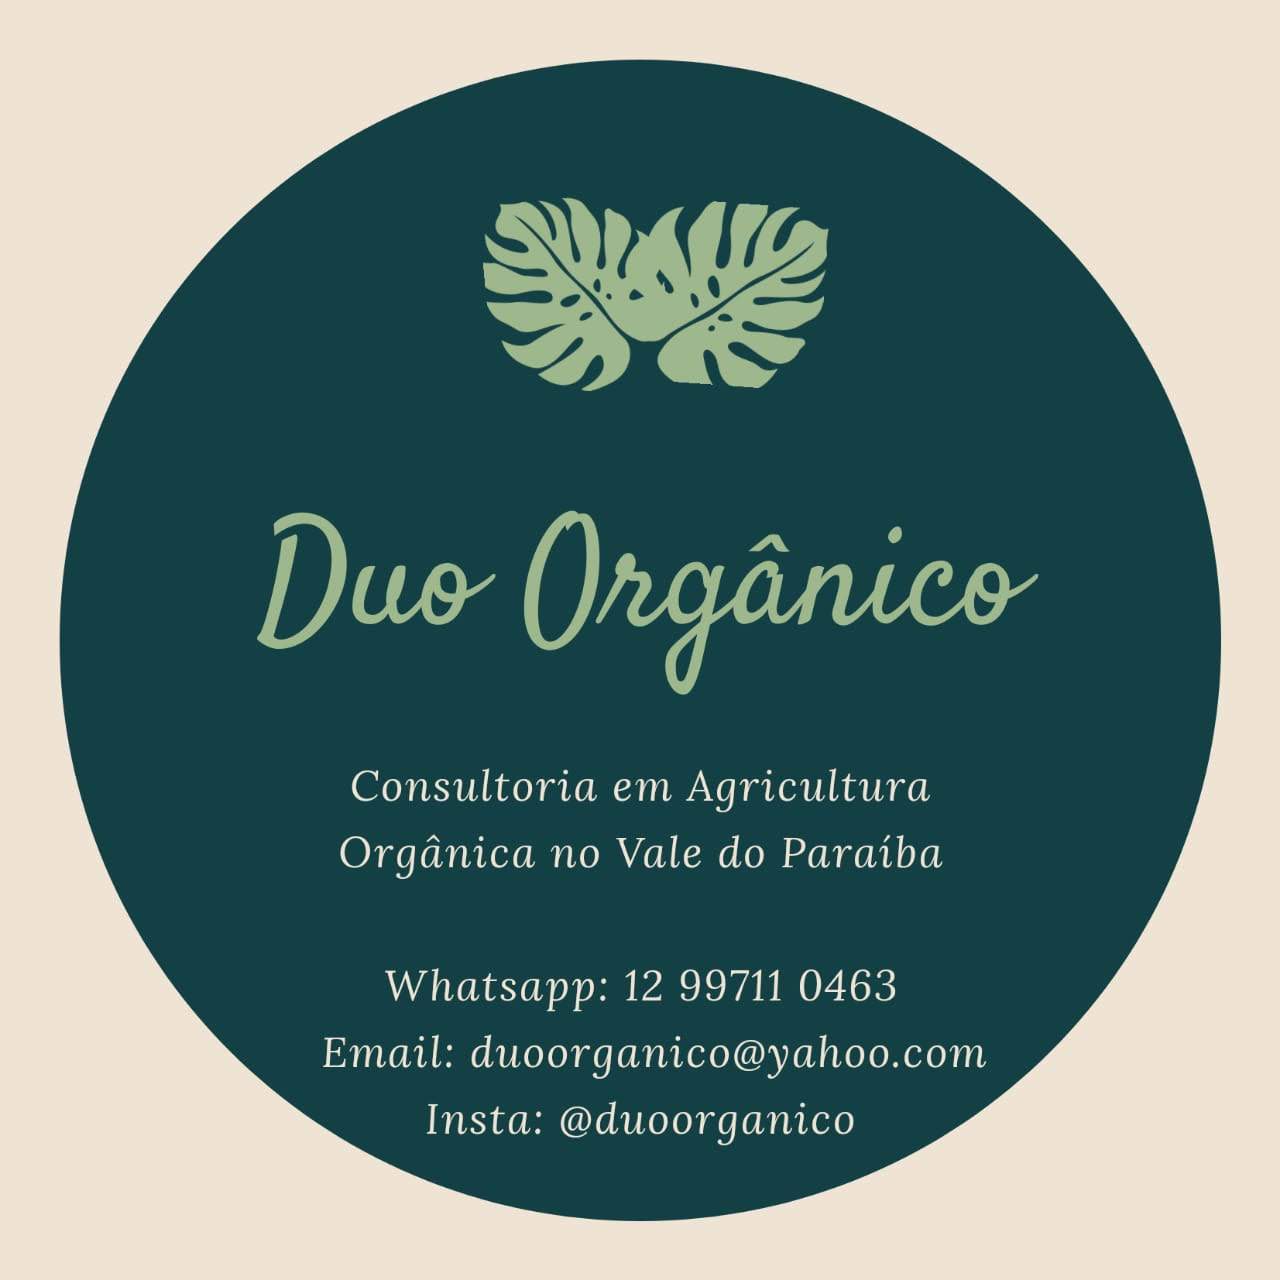 Duo Orgânico
Consultoria em Agricultura
Orgânica no Vale do Paraíba
Whatsapp: 12 99711 0463
Email: duoorganico@yahoo.com
Insta: @duoorganico